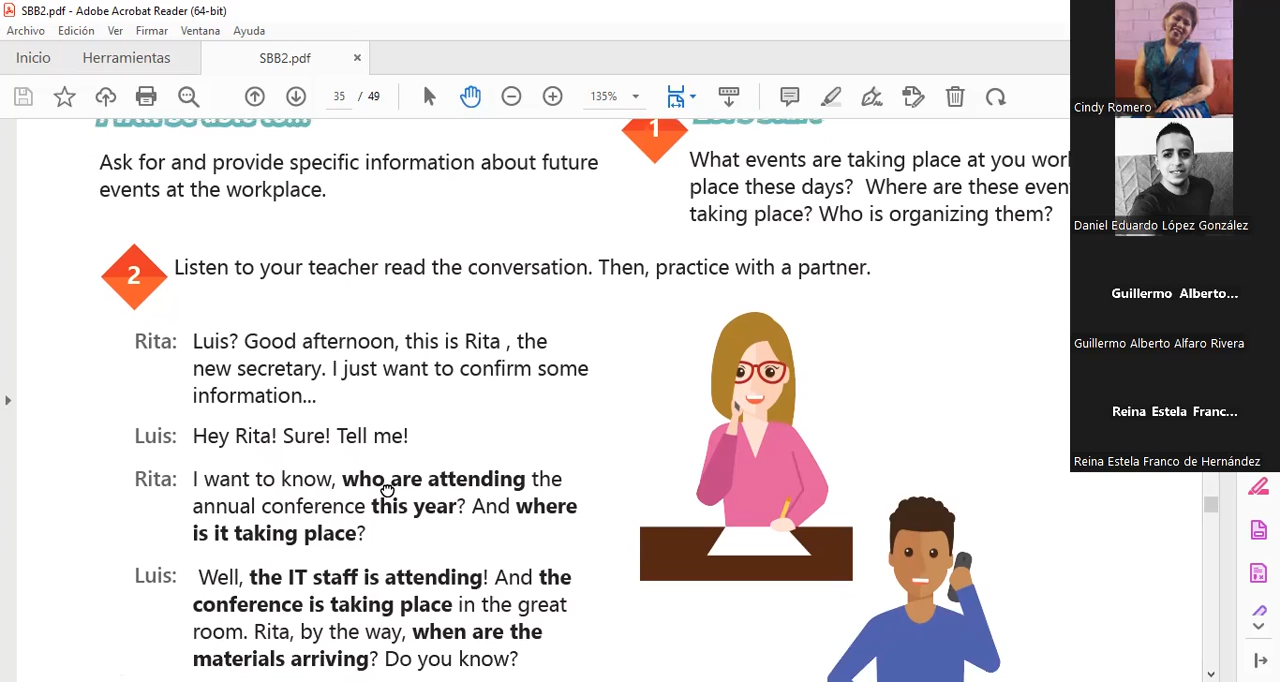 SBB2.pdf - Adobe Acrobat Reader (64-bit)
Archivo Edición Ver Firmar Ventana Ayuda
Inicio Herramientas SBB2.pdf ×
35 / 49 135%
Ask for and provide specific information about future
events at the workplace.
1
What events are taking place at you wor
place these days? Where are these even
taking place? Who is organizing them?
2
Listen to your teacher read the conversation. Then, practice with a partner.
Rita: Luis? Good afternoon, this is Rita , the
new secretary. I just want to confirm some
information...
Luis: Hey Rita! Sure! Tell me!
Rita: I want to know, who are attending the
annual conference this year? And where
is it taking place?
Luis: Well, the IT staff is attending! And the
conference is taking place in the great
room. Rita, by the way, when are the
materials arriving? Do you know?
Cindy Romero
Daniel Eduardo López González
Guillermo Alberto...
Guillermo Alberto Alfaro Rivera
Reina Estela Franc...
Reina Estela Franco de Hernández